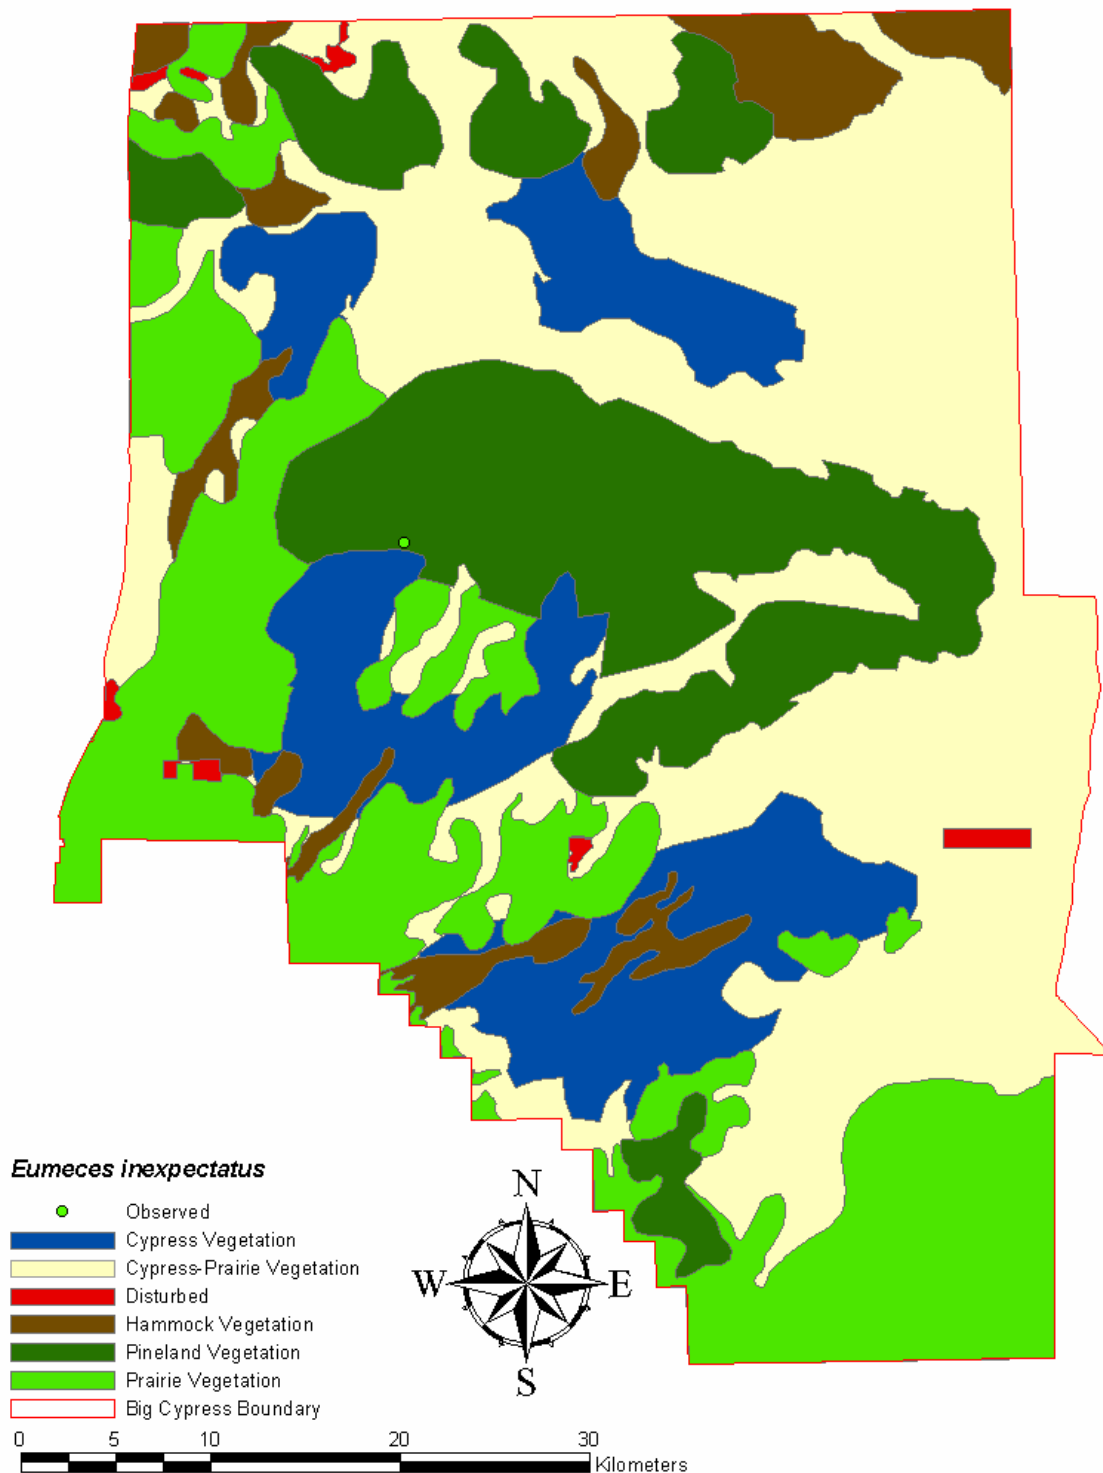 Eumeces inexpectatus
Observed
Cypress Vegetation
Cypress-Prairie Vegetation
Disturbed
Hammock Vegetation
Pineland Vegetation
Prairie Vegetation
Big Cypress Boundary
N
W E
S
0 5 10 20 30
Kilometers